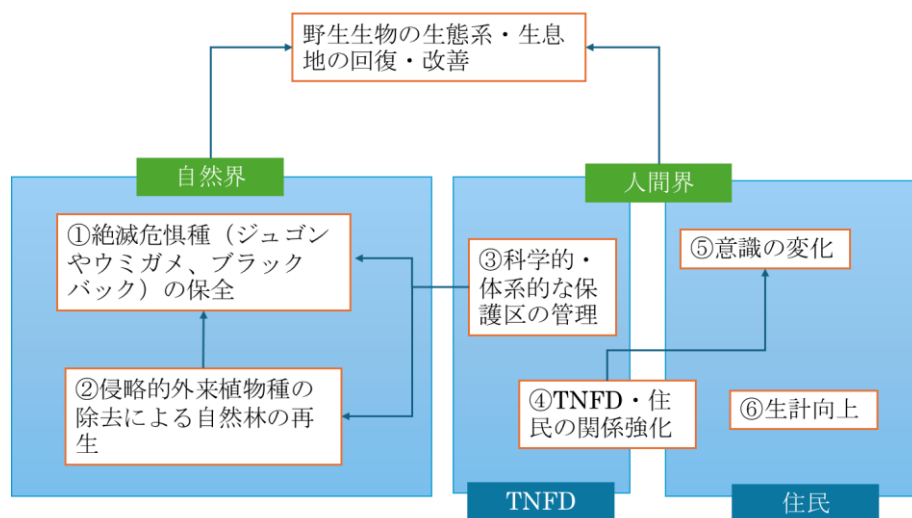 野生生物の生態系・生息
地の回復・改善
自然界
人間界
①絶滅危惧種（ジュゴン
やウミガメ、ブラック
バック）の保全
②侵略的外来植物種の
除去による自然林の再
生
③科学的・
体系的な保
護区の管理
④TNFD・住
民の関係強化
⑤意識の変化
⑥生計向上
TNFD
住民